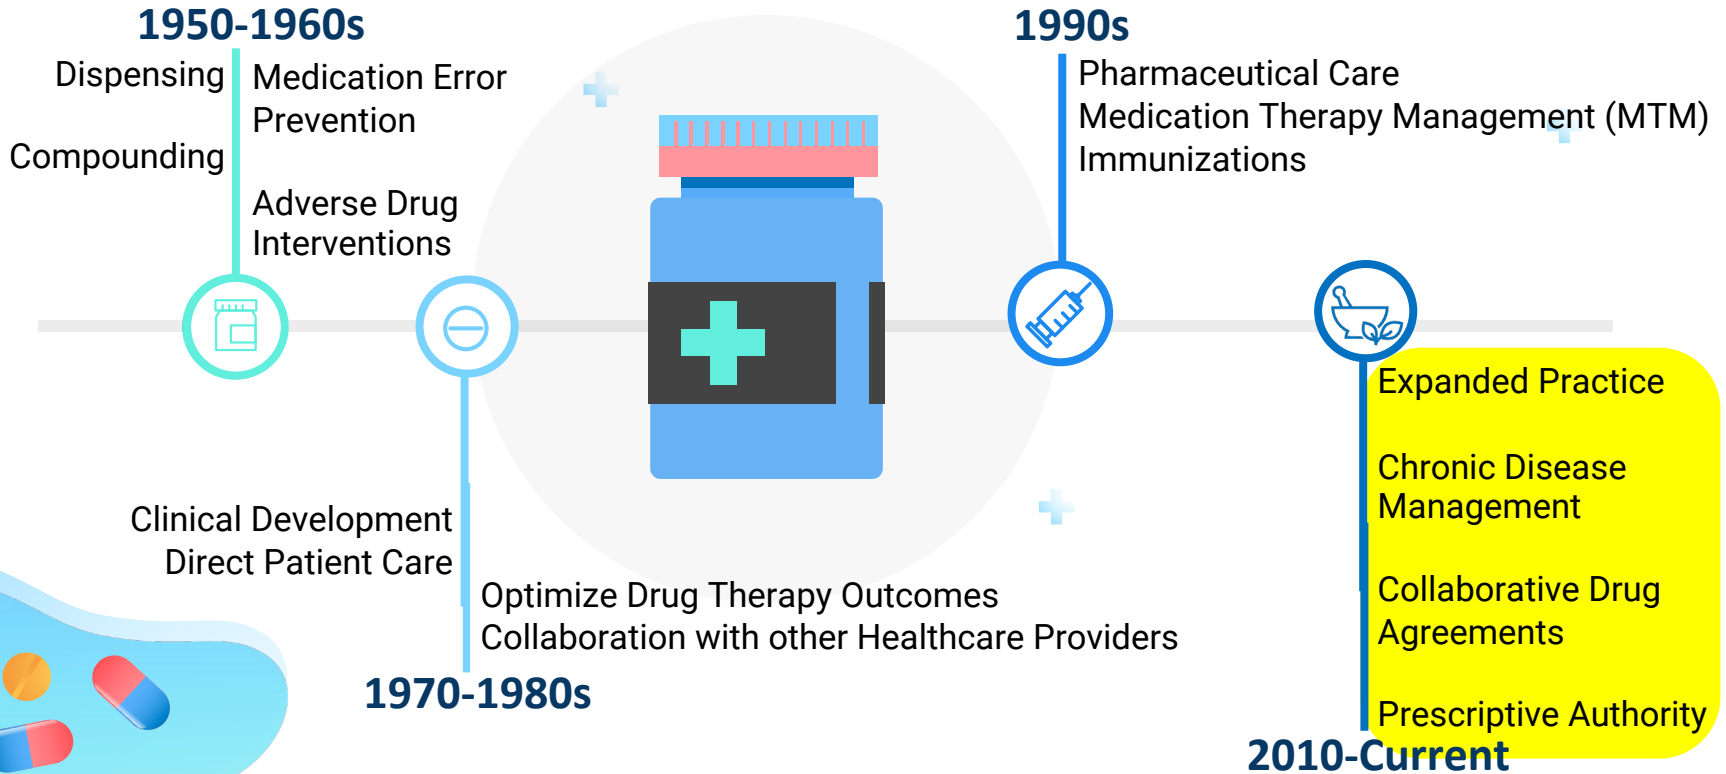 1950-1960s
Dispensing
Compounding
Medication Error
Prevention
Adverse Drug
Interventions
Clinical Development
Direct Patient Care
Optimize Drug Therapy Outcomes
Collaboration with other Healthcare Providers
1970-1980s
1990s
Pharmaceutical Care
Medication Therapy Management (MTM)
Immunizations
Expanded Practice
Chronic Disease
Management
Collaborative Drug
Agreements
Prescriptive Authority
2010-Current